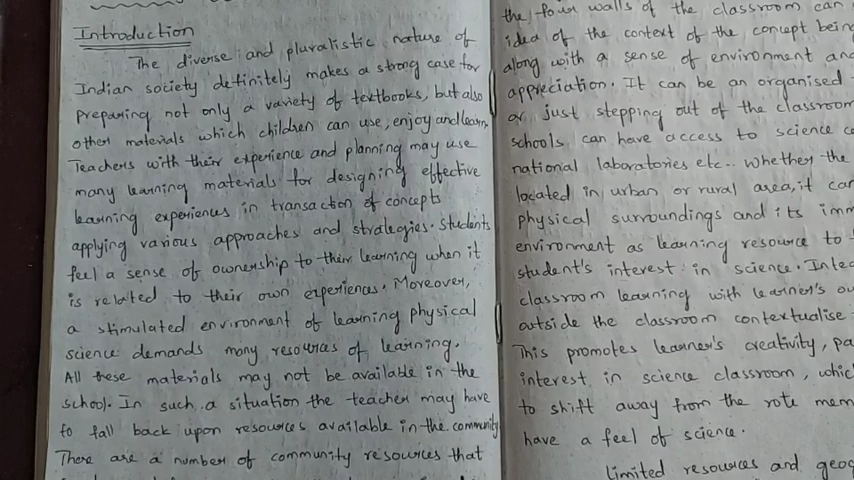 Introduction
The diverse and pluralistic nature of
Indian society definitely makes a strong case for
preparing not only a variety of textbooks, but also
other materials which children can use, enjoy and learn.
Teachers with their experience and planning may use
many learning materials for designing effective
learning experiences in transaction of concepts
applying various approaches and strategies. Students
feel a sense of ownership to their learning when it
is related to their own experiences. Moreover,
a stimulated environment of learning physical
science demands many resources of learning.
All these materials may not be available in the
school. In such a situation the teacher may have
to fall back upon resources available in the community
There are a number of community resources that
the four walls of the classroom can
idea of the context of the concept being
along with a sense of environment and
appreciation. It can be an organised
or just stepping out of the classroom
schools can have access to science
national laboratories etc.. whether the
located in urban or rural area, it can
physical surroundings and its
environment as learning resource to
student's interest in science.
classroom learning with learner's
outside the classroom contextualise
This promotes learner's creativity,
interest in science classroom,
to shift away from the rote
have a feel of science.
limited resources and